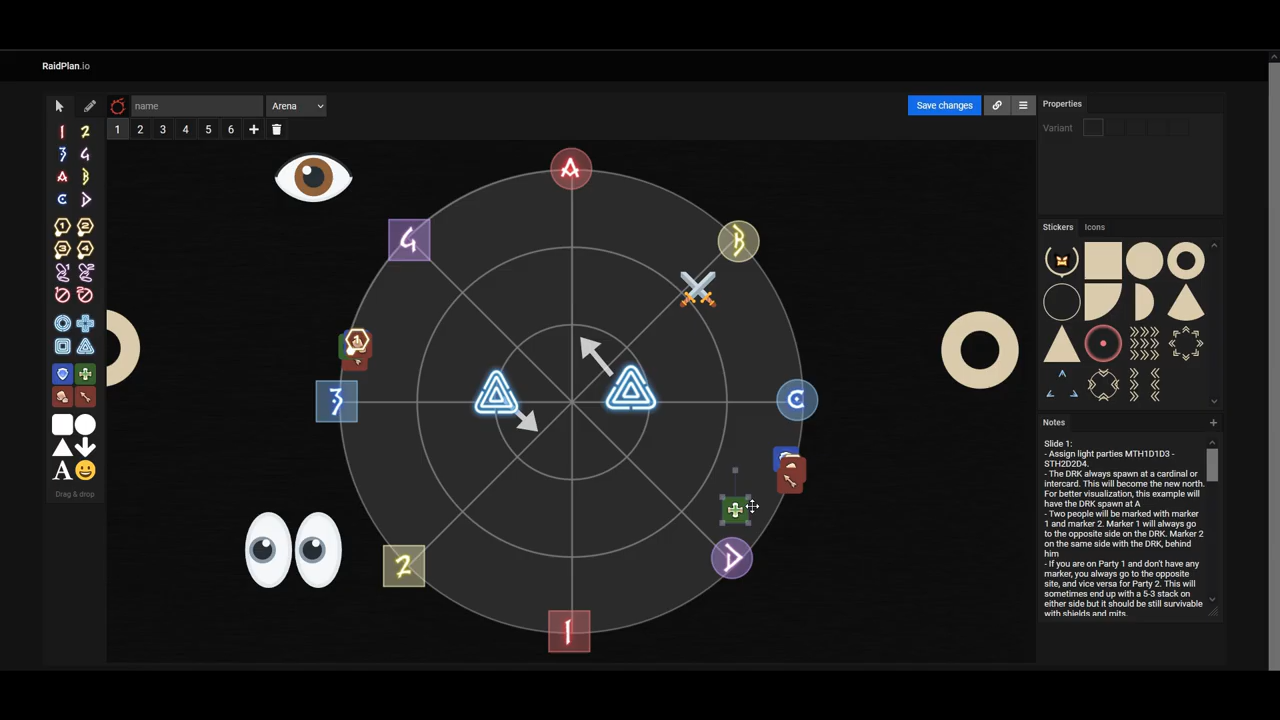 RaidPlan.io
name
Arena
Save changes
1
2
3
4
5
6
+
Properties
Variant
Stickers
Icons
A
B
C
D
1
2
3
4
A
Drag & drop
Notes
+
Slide 1:
- Assign light parties MTH1D1D3 -
STH2D2D4.
- The DRK always spawn at a cardinal or
intercard. This will become the new north.
For better visualization, this example will
have the DRK spawn at A
- Two people will be marked with marker
1 and marker 2. Marker 1 will always go
to the opposite side on the DRK. Marker 2
on the same side with the DRK, behind
him
- If you are on Party 1 and don't have any
marker, you always go to the opposite
site, and vice versa for Party 2. This will
sometimes end up with a 5-3 stack on
either side but it should be still survivable
with shields and mits.